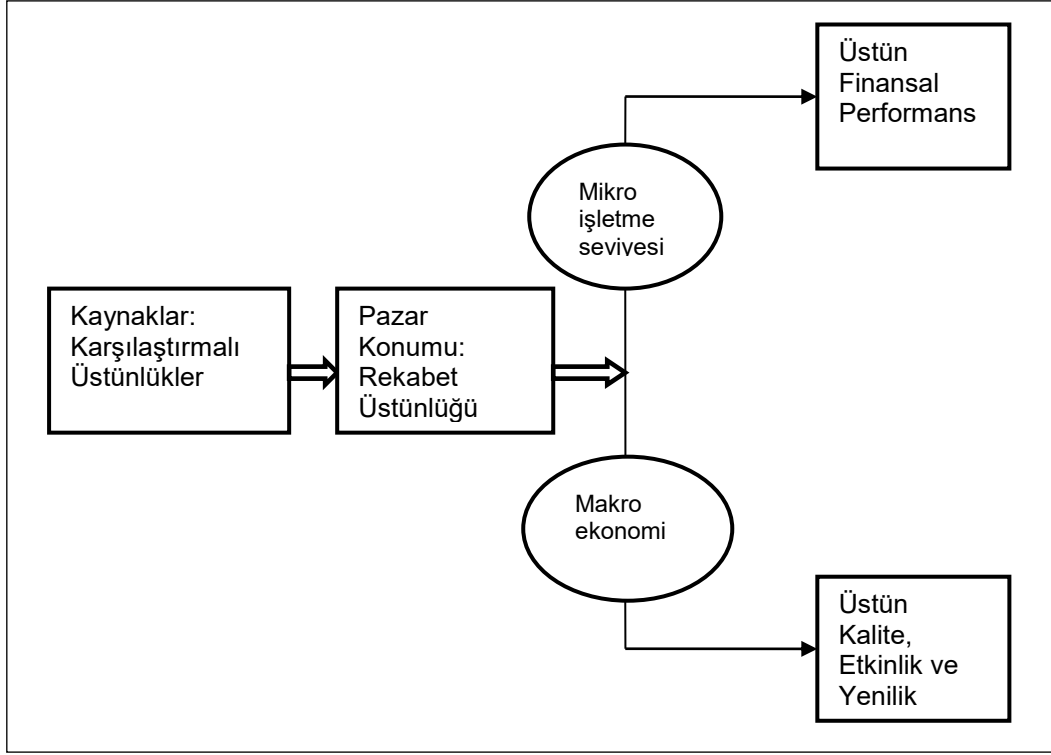 Üstün
Finansal
Performans
Mikro
işletme
seviyesi
Kaynaklar:
Karşılaştırmalı
Üstünlükler
Pazar
Konumu:
Rekabet
Üstünlüğü
Makro
ekonomi
Üstün
Kalite,
Etkinlik ve
Yenilik